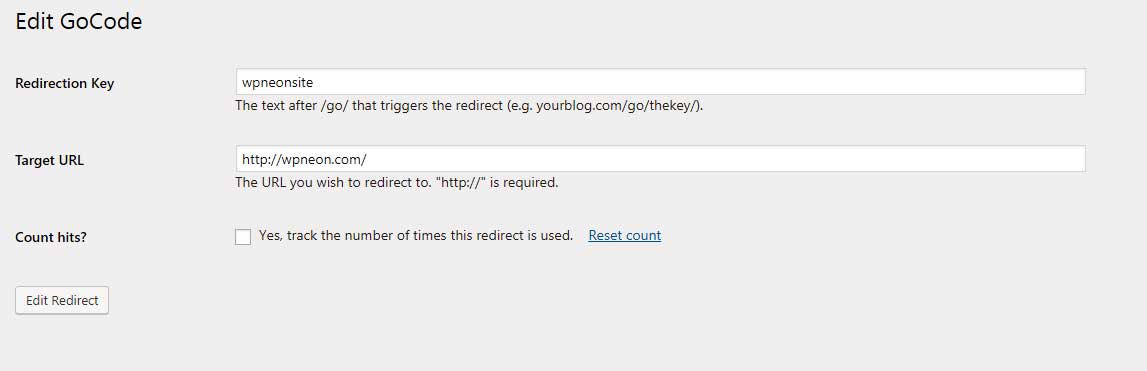 Edit GoCode
Redirection Key
wpneonsite
The text after /go/ that triggers the redirect (e.g. yourblog.com/go/thekey/).
Target URL
http://wpneon.com/
The URL you wish to redirect to. "http://" is required.
Count hits?
Yes, track the number of times this redirect is used. Reset count
Edit Redirect